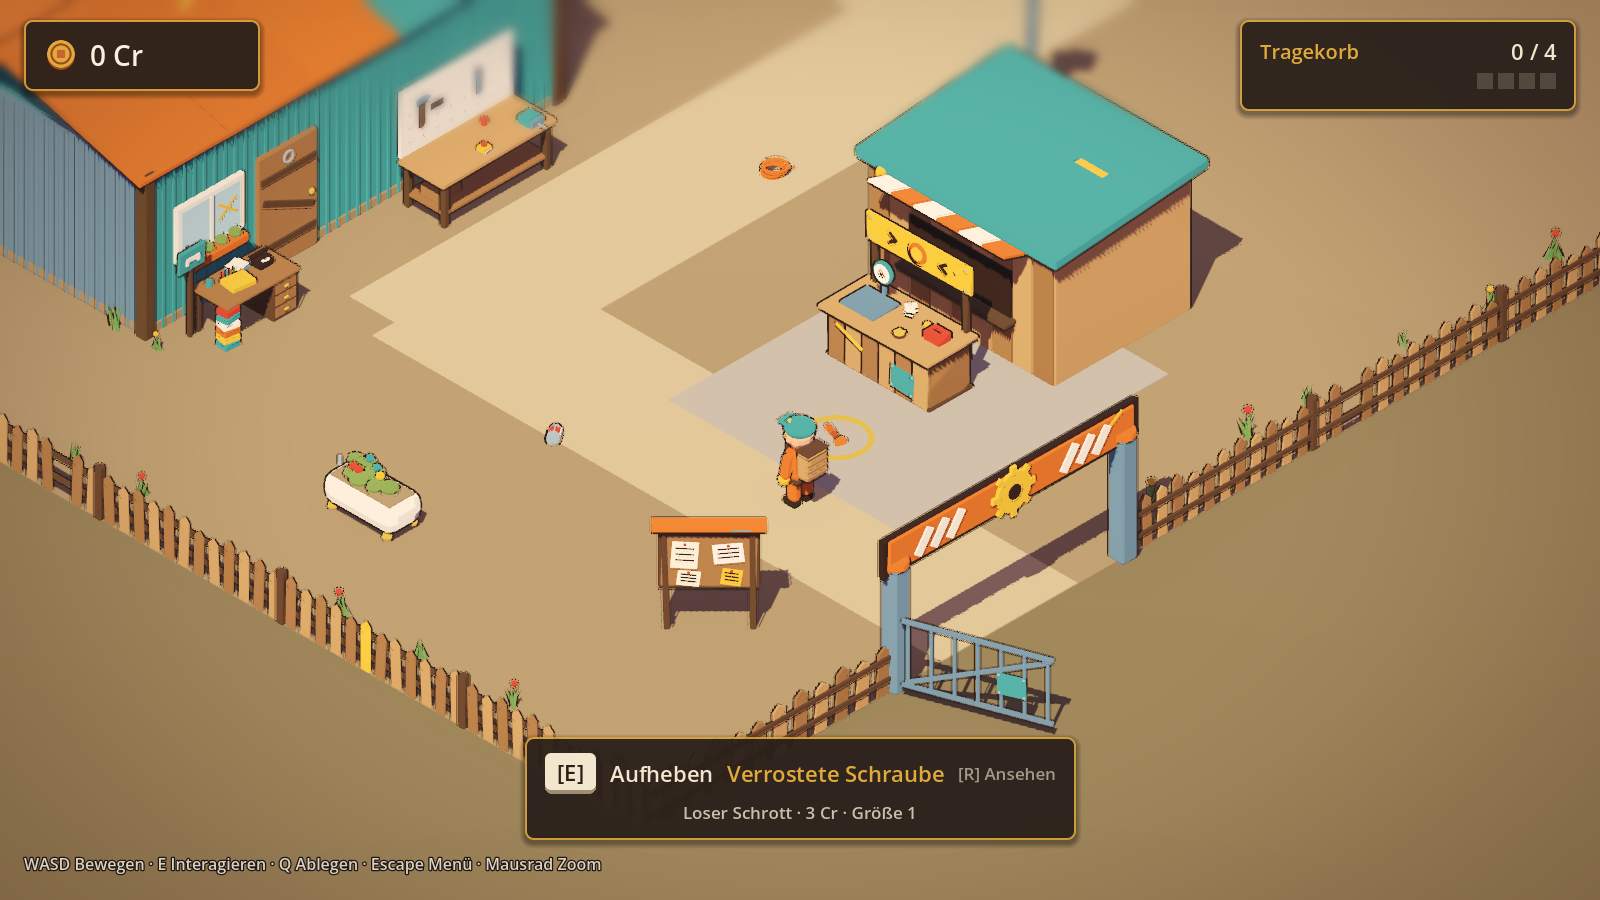 0 Cr
Tragekorb 0 / 4
[E] Aufheben Verrostete Schraube [R] Ansehen
Loser Schrott · 3 Cr · Größe 1
WASD Bewegen · E Interagieren · Q Ablegen · Escape Menü · Mausrad Zoom